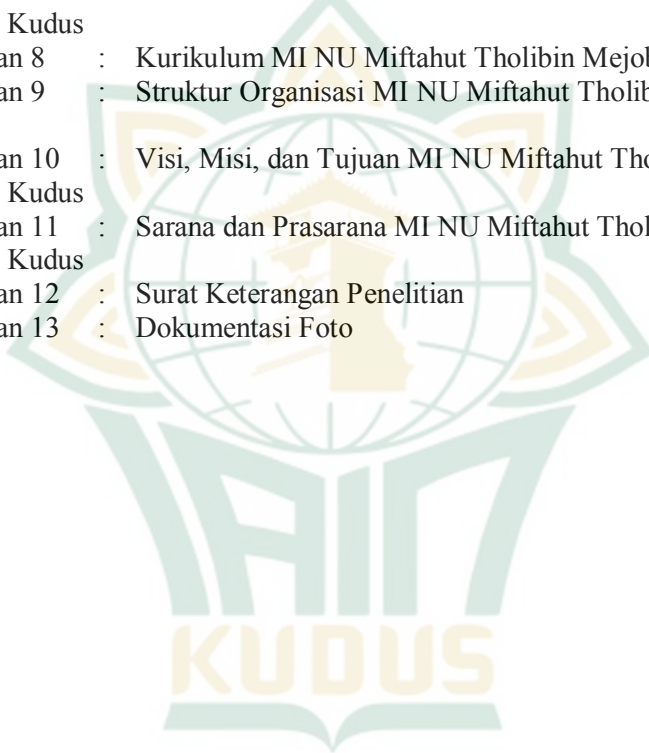 Kudus
an 8 : Kurikulum MI NU Miftahut Tholibin Mejob
an 9 : Struktur Organisasi MI NU Miftahut Tholib
an 10 : Visi, Misi, dan Tujuan MI NU Miftahut Tho
Kudus
an 11 : Sarana dan Prasarana MI NU Miftahut Thol
Kudus
an 12 : Surat Keterangan Penelitian
an 13 : Dokumentasi Foto
IAIN
KUDUS